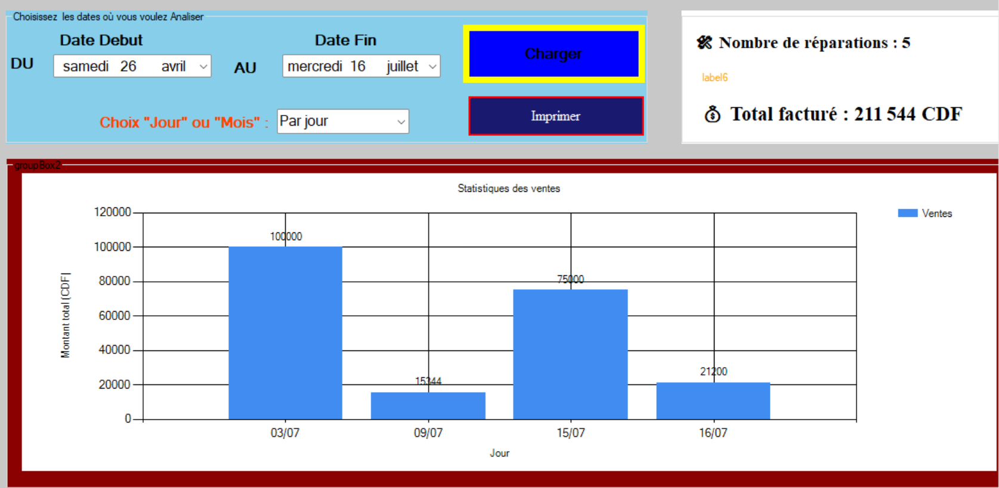 Choisissez les dates où vous voulez Analiser
Date Debut
Date Fin
DU
samedi 26 avril
AU
mercredi 16 juillet
Charger
Choix "Jour" ou "Mois" :
Par jour
Imprimer
🛠 Nombre de réparations : 5
label6
💰 Total facturé : 211 544 CDF
groupBox2
Statistiques des ventes
Ventes
Montant total (CDF)
120000
100000
80000
60000
40000
20000
0
100000
15344
75000
21200
03/07
09/07
15/07
16/07
Jour